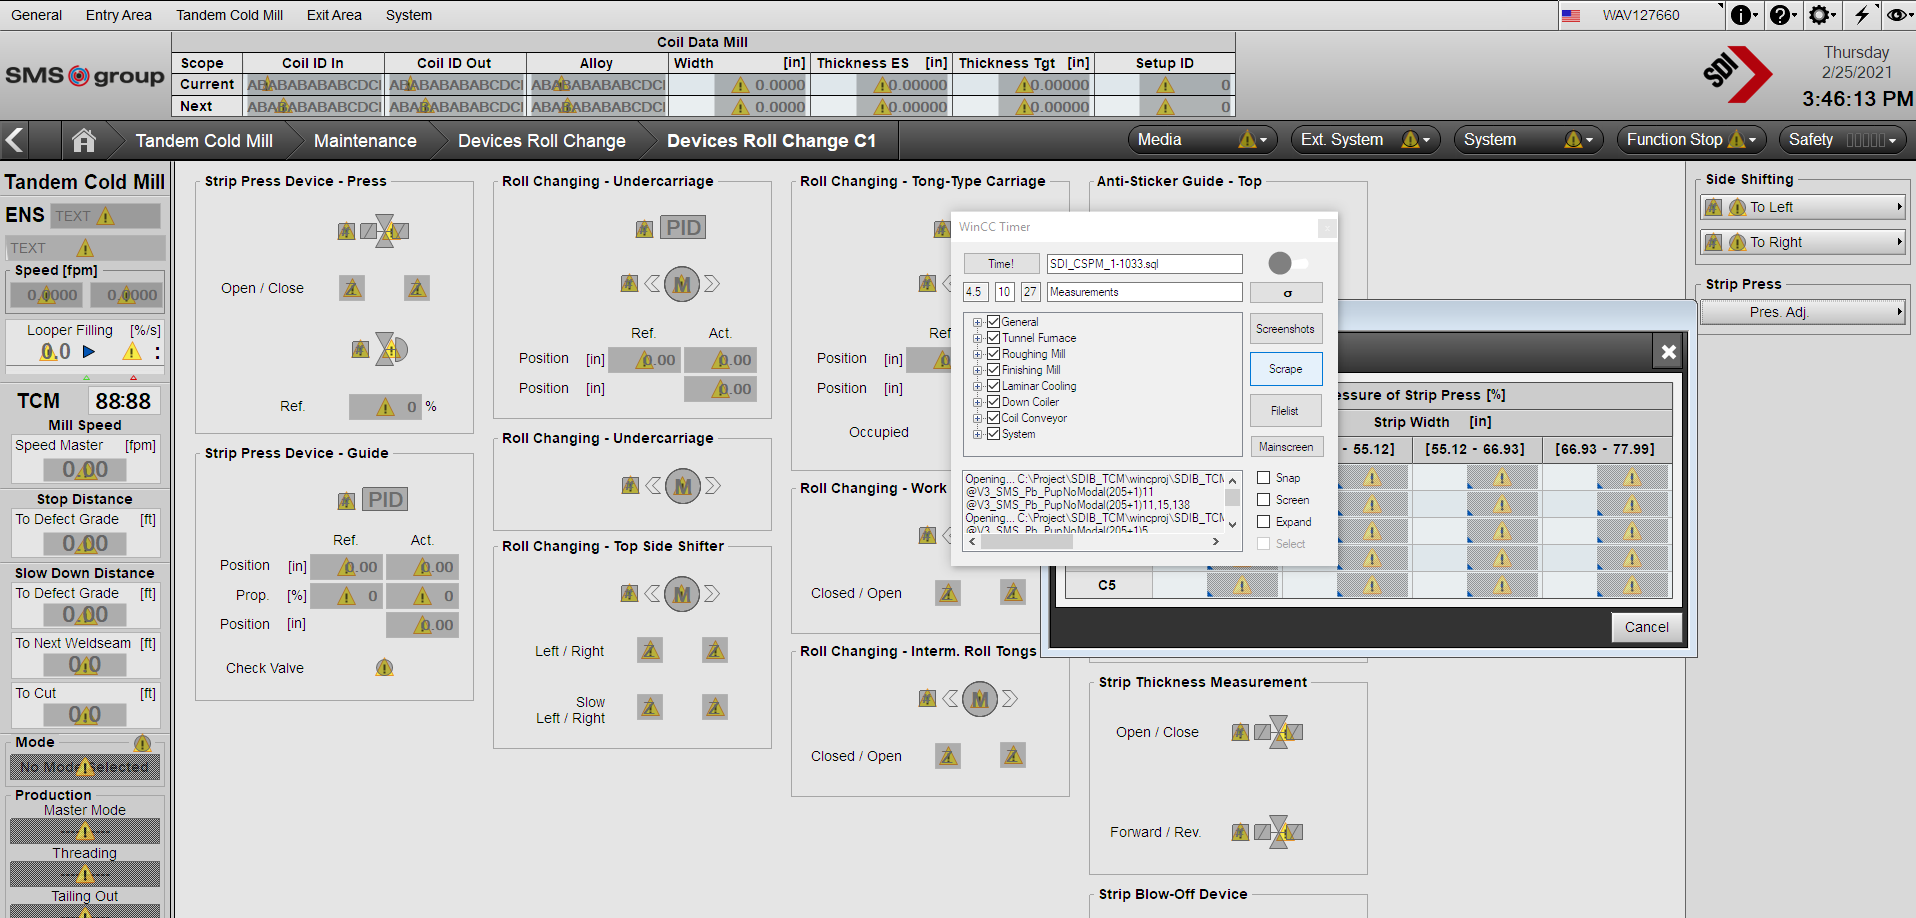 General Entry Area Tandem Cold Mill Exit Area System WAV127660
SMS group
Coil Data Mill
Scope Coil ID In Coil ID Out Alloy Width [in] Thickness ES [in] Thickness Tgt [in] Setup ID
Current ABABABABABCDCI ABABABABABCDCI ABABABABABCDCI 0.0000 0.00000 0.00000 0
Next ABABABABABCDCI ABABABABABCDCI ABABABABABCDCI 0.0000 0.00000 0.00000 0
SDI
Thursday
2/25/2021
3:46:13 PM
Tandem Cold Mill Maintenance Devices Roll Change Devices Roll Change C1
Media Ext. System System Function Stop Safety
Tandem Cold Mill
ENS TEXT
TEXT
Speed [fpm]
0.0000 0.0000
Looper Filling [%/s]
0.0 :
TCM 88:88
Mill Speed
Speed Master [fpm]
0.00
Stop Distance
To Defect Grade [ft]
0.00
Slow Down Distance
To Defect Grade [ft]
0.00
To Next Weldseam [ft]
0.0
To Cut [ft]
0.0
Mode
No Mode Selected
Production
Master Mode
Threading
Tailing Out
Strip Press Device - Press
Open / Close
Ref. 0 %
Strip Press Device - Guide
PID
Ref. Act.
Position [in] 0.00 0.00
Prop. [%] 0 0
Position [in] 0.00
Check Valve
Roll Changing - Undercarriage
PID
M
Ref. Act.
Position [in] 0.00 0.00
Position [in] 0.00
Roll Changing - Undercarriage
M
Roll Changing - Top Side Shifter
M
Left / Right
Slow
Left / Right
Roll Changing - Tong-Type Carriage
Ref
Position [in]
Position [in]
Occupied
Roll Changing - Work
Closed / Open
Roll Changing - Interm. Roll Tongs
M
Closed / Open
Anti-Sticker Guide - Top
WinCC Timer
Time! SDI_CSPM_1-1033.sql
4.5 10 27 Measurements σ
General
Tunnel Furnace
Roughing Mill
Finishing Mill
Laminar Cooling
Down Coiler
Coil Conveyor
System
Screenshots
Scrape
Filelist
Mainscreen
Opening... C:\Project\SDIB_TCM\wincproj\SDIB_TCM
@V3_SMS_Pb_PupNoModal(205+1)11
@V3_SMS_Pb_PupNoModal(205+1)11,15,138
Opening... C:\Project\SDIB_TCM\wincproj\SDIB_TCM
@V3_SMS_Pb_PupNoModal(205+1)5
Snap
Screen
Expand
Select
ssure of Strip Press [%]
Strip Width [in]
- 55.12] [55.12 - 66.93] [66.93 - 77.99]
C5
Cancel
Strip Thickness Measurement
Open / Close
Forward / Rev.
Strip Blow-Off Device
Side Shifting
To Left
To Right
Strip Press
Pres. Adj.